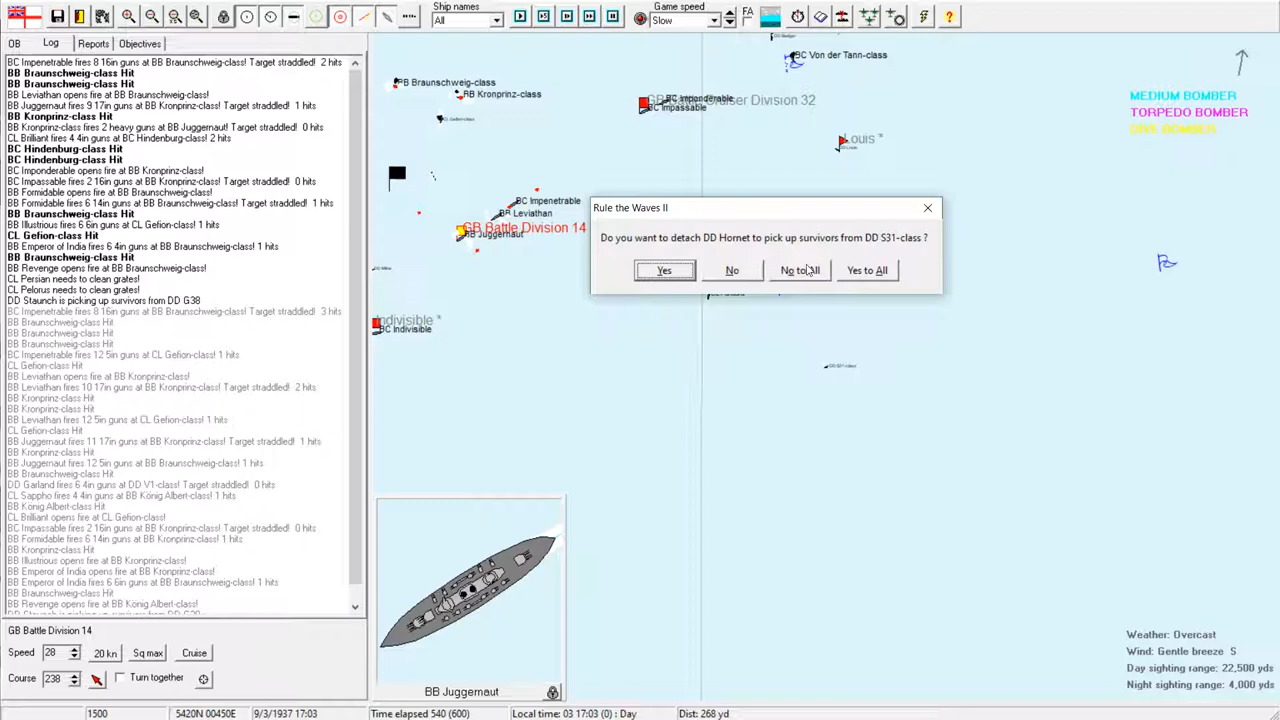 Ship names
Game speed
FA
All
Slow
OB
Log
Reports
Objectives
BC Impenetrable fires 8 16in guns at BB Braunschweig-class! Target straddled!  2 hits
BB Braunschweig-class Hit
BB Braunschweig-class Hit
BB Leviathan opens fire at BB Braunschweig-class!
BB Juggernaut fires 9 17in guns at BB Kronprinz-class! Target straddled!  1 hits
BB Kronprinz-class Hit
BB Kronprinz-class fires 2 heavy guns at BB Juggernaut! Target straddled!  0 hits
CL Brilliant fires 4 4in guns at BC Hindenburg-class! 2 hits
BC Hindenburg-class Hit
BC Hindenburg-class Hit
BC Imponderable opens fire at BB Kronprinz-class!
BC Impassable fires 2 16in guns at BB Kronprinz-class! Target straddled!  0 hits
BB Formidable opens fire at BB Braunschweig-class!
BB Formidable fires 6 14in guns at BB Braunschweig-class! Target straddled!  1 hits
BB Braunschweig-class Hit
BB Illustrious fires 6 6in guns at CL Gefion-class! 1 hits
CL Gefion-class Hit
BB Emperor of India fires 6 4in guns at BB Braunschweig-class! 1 hits
BB Braunschweig-class Hit
BB Revenge opens fire at BB König Albert-class!
CL Persian needs to clean grates!
CL Pelorus needs to clean grates!
DD Staunch is picking up survivors from DD G38
BC Impenetrable fires 8 16in guns at BB Braunschweig-class! Target straddled!  3 hits
BB Braunschweig-class Hit
BB Braunschweig-class Hit
BB Braunschweig-class Hit
BC Impenetrable fires 12 5in guns at CL Gefion-class! 1 hits
CL Gefion-class Hit
BB Leviathan opens fire at BB Kronprinz-class!
BB Leviathan fires 10 17in guns at BB Kronprinz-class! Target straddled!  2 hits
BB Kronprinz-class Hit
BB Kronprinz-class Hit
BB Leviathan fires 12 5in guns at CL Gefion-class! 1 hits
CL Gefion-class Hit
BB Juggernaut fires 11 17in guns at BB Kronprinz-class! Target straddled!  1 hits
BB Kronprinz-class Hit
BB Juggernaut fires 12 5in guns at BB Braunschweig-class! 1 hits
BB Braunschweig-class Hit
DD Garland fires 6 4in guns at DD V1-class! Target straddled!  0 hits
CL Sappho fires 4 4in guns at BB König Albert-class! 1 hits
BB König Albert-class Hit
CL Brilliant opens fire at CL Gefion-class!
BC Impassable fires 2 16in guns at BB Kronprinz-class! Target straddled!  0 hits
BB Formidable fires 6 14in guns at BB Kronprinz-class! 1 hits
BB Kronprinz-class Hit
BB Illustrious opens fire at BB Kronprinz-class!
BB Emperor of India opens fire at BB Kronprinz-class!
BB Emperor of India fires 6 6in guns at BB Braunschweig-class! 1 hits
BB Braunschweig-class Hit
BB Revenge opens fire at BB König Albert-class!
GB Battle Division 14
Speed 28 20 kn Sq max Cruise
Course 238 Turn together
BC Von der Tann-class
BB Braunschweig-class
BB Kronprinz-class
CL Gefion-class
GB Battle Cruiser Division 32
BC Imponderable
BC Impassable
Louis *
DD Louis
BC Impenetrable
BB Leviathan
GB Battle Division 14
BB Juggernaut
Indivisible *
BC Indivisible
DD S31-class
MEDIUM BOMBER
TORPEDO BOMBER
DIVE BOMBER
Rule the Waves II
Do you want to detach DD Hornet to pick up survivors from DD S31-class ?
Yes
No
No to All
Yes to All
BB Juggernaut
Weather: Overcast
Wind: Gentle breeze  S
Day sighting range: 22,500 yds
Night sighting range: 4,000 yds
1500
5420N 00450E
9/3/1937 17:03
Time elapsed 540 (600)
Local time: 03 17:03 (0) : Day
Dist: 268 yd